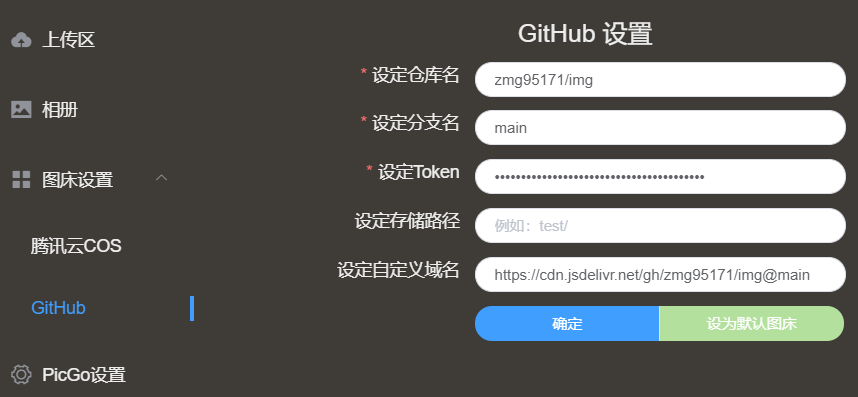 上传区
相册
图床设置
腾讯云COS
GitHub
PicGo设置
GitHub 设置
* 设定仓库名 zmg95171/img
* 设定分支名 main
* 设定Token ••••••••••••••••••••••••••••••••••••••••
设定存储路径 例如：test/
设定自定义域名 https://cdn.jsdelivr.net/gh/zmg95171/img@main
确定 设为默认图床